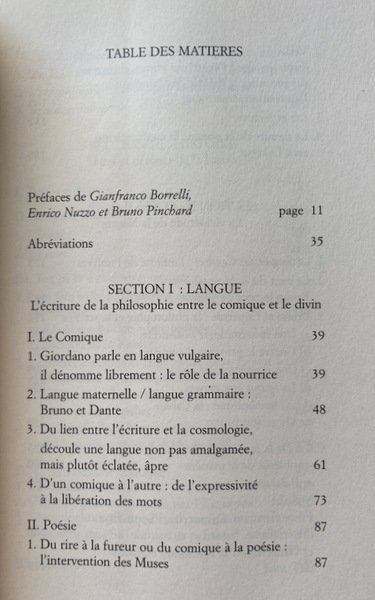 TABLE DES MATIERES
Préfaces de Gianfranco Borrelli,
Enrico Nuzzo et Bruno Pinchard page 11
Abréviations 35
SECTION I : LANGUE
L'écriture de la philosophie entre le comique et le divin
I. Le Comique 39
1. Giordano parle en langue vulgaire,
il dénomme librement : le rôle de la nourrice 39
2. Langue maternelle / langue grammaire :
Bruno et Dante 48
3. Du lien entre l'écriture et la cosmologie,
découle une langue non pas amalgamée,
mais plutôt éclatée, âpre 61
4. D'un comique à l'autre : de l'expressivité
à la libération des mots 73
II. Poésie 87
1. Du rire à la fureur ou du comique à la poésie :
l'intervention des Muses 87